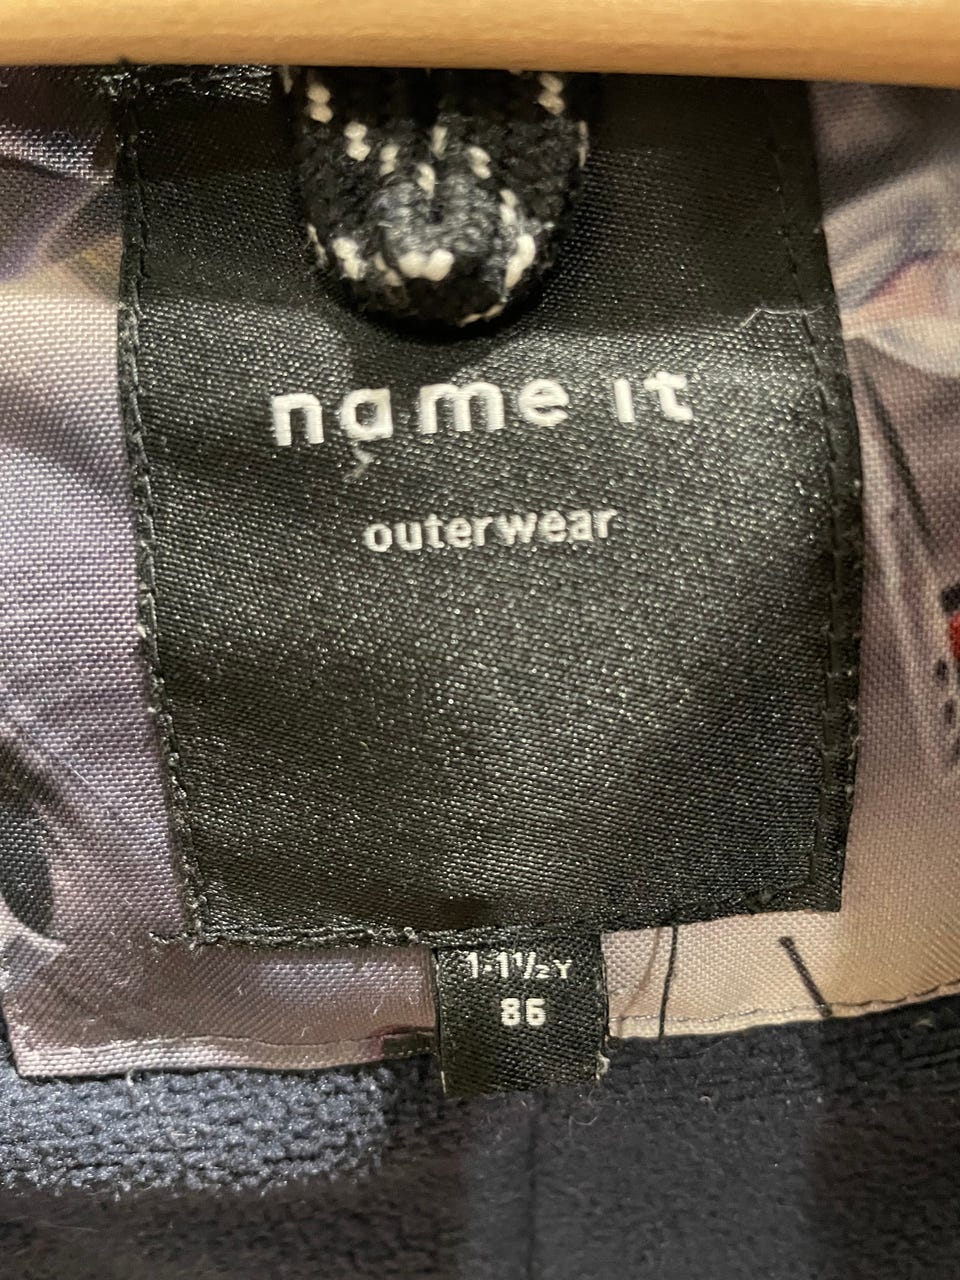 name it
outerwear
1-1½Y
86